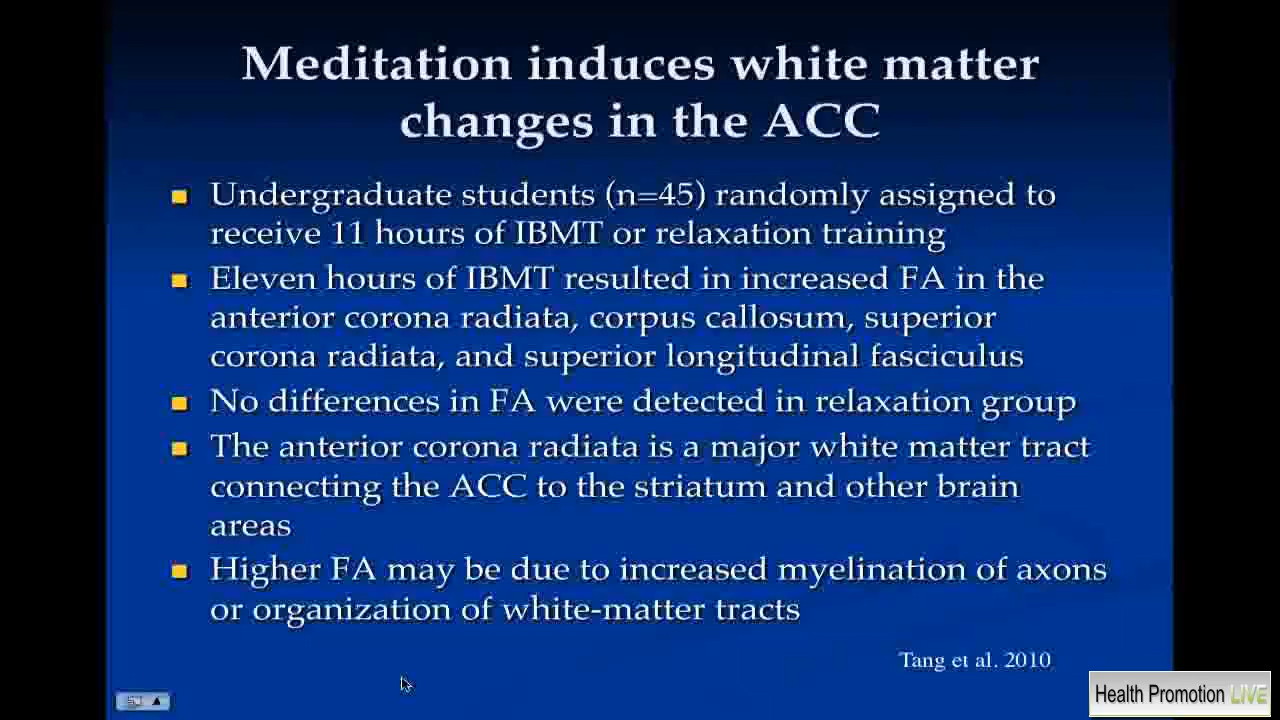 Meditation induces white matter
changes in the ACC
Undergraduate students (n=45) randomly assigned to
receive 11 hours of IBMT or relaxation training
Eleven hours of IBMT resulted in increased FA in the
anterior corona radiata, corpus callosum, superior
corona radiata, and superior longitudinal fasciculus
No differences in FA were detected in relaxation group
The anterior corona radiata is a major white matter tract
connecting the ACC to the striatum and other brain
areas
Higher FA may be due to increased myelination of axons
or organization of white-matter tracts
Tang et al. 2010
Health Promotion LIVE